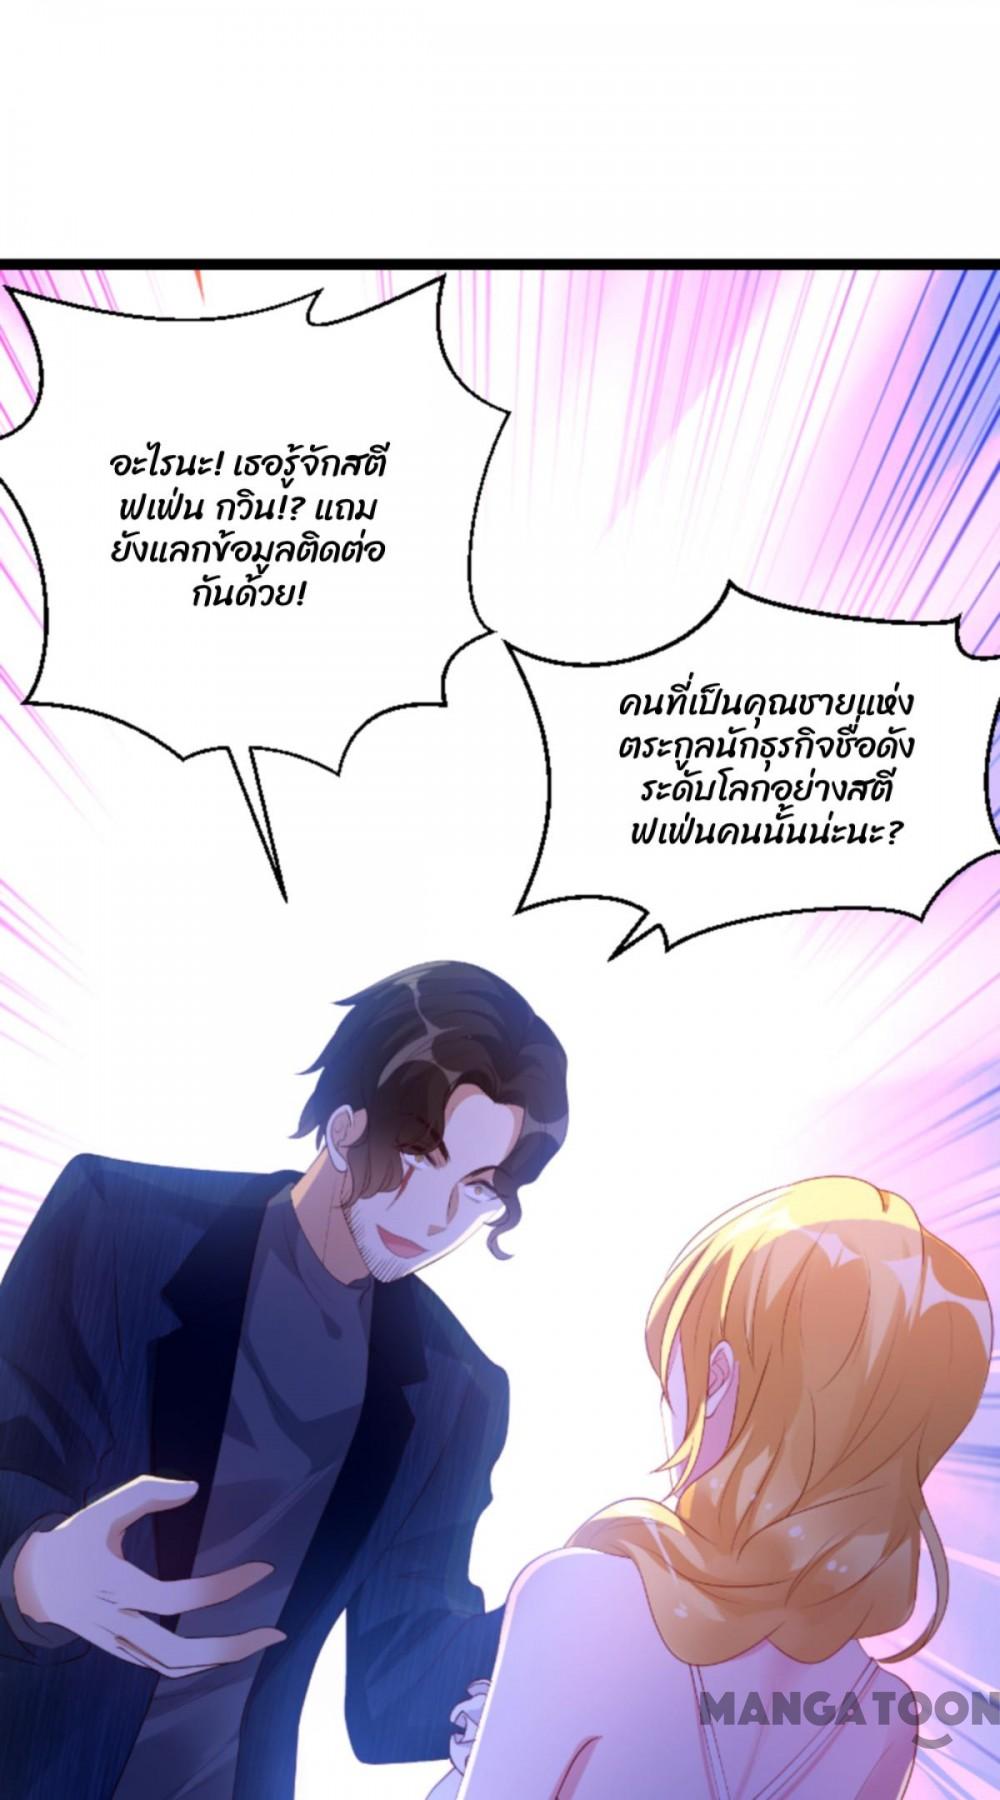 อะไรนะ! เธอรู้จักสตี
ฟเฟ่น กวิน!? แถม
ยังแลกข้อมูลติดต่อ
กันด้วย!
คนที่เป็นคุณชายแห่ง
ตระกูลนักธุรกิจชื่อดัง
ระดับโลกอย่างสตี
ฟเฟ่นคนนั้นน่ะนะ?
MANGATOON